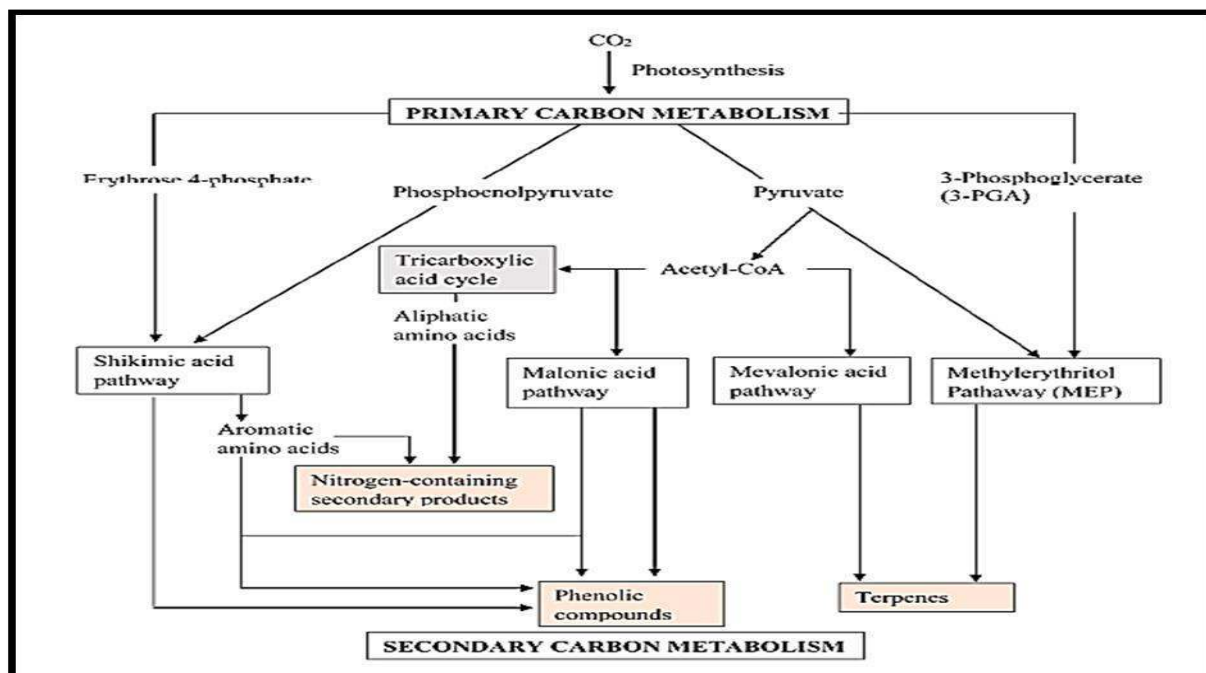 CO₂
Photosynthesis
PRIMARY CARBON METABOLISM
Erythrose 4-phosphate
Phosphoenolpyruvate
Pyruvate
3-Phosphoglycerate
(3-PGA)
Tricarboxylic
acid cycle
Acetyl-CoA
Aliphatic
amino acids
Shikimic acid
pathway
Malonic acid
pathway
Mevalonic acid
pathway
Methylerythritol
Pathaway (MEP)
Aromatic
amino acids
Nitrogen-containing
secondary products
Phenolic
compounds
Terpenes
SECONDARY CARBON METABOLISM